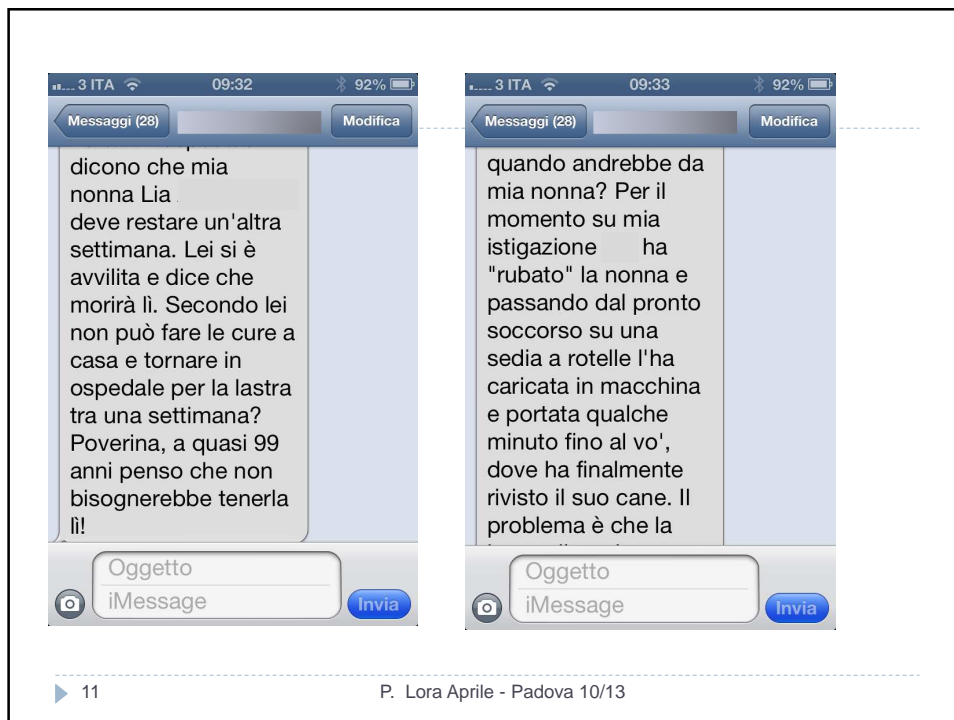 3 ITA 09:32 92%
Messaggi (28) Modifica
dicono che mia
nonna Lia
deve restare un'altra
settimana. Lei si è
avvilita e dice che
morirà lì. Secondo lei
non può fare le cure a
casa e tornare in
ospedale per la lastra
tra una settimana?
Poverina, a quasi 99
anni penso che non
bisognerebbe tenerla
lì!
Oggetto
iMessage
Invia
3 ITA 09:33 92%
Messaggi (28) Modifica
quando andrebbe da
mia nonna? Per il
momento su mia
istigazione ha
"rubato" la nonna e
passando dal pronto
soccorso su una
sedia a rotelle l'ha
caricata in macchina
e portata qualche
minuto fino al vo',
dove ha finalmente
rivisto il suo cane. Il
problema è che la
Oggetto
iMessage
Invia
11 P. Lora Aprile - Padova 10/13